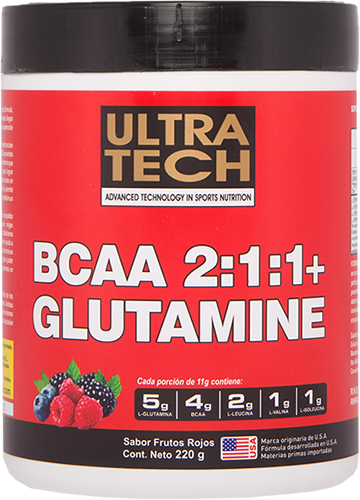 ULTRA
TECH
ADVANCED TECHNOLOGY IN SPORTS NUTRITION
BCAA 2:1:1+
GLUTAMINE
Cada porción de 11g contiene:
5g 4g 2g 1g 1g
L-GLUTAMINA BCAA L-LEUCINA L-VALINA L-ISOLEUCINA
Sabor Frutos Rojos
Cont. Neto 220 g
USA
Marca originaria de U.S.A.
Fórmula desarrollada en U.S.A.
Materias primas importadas